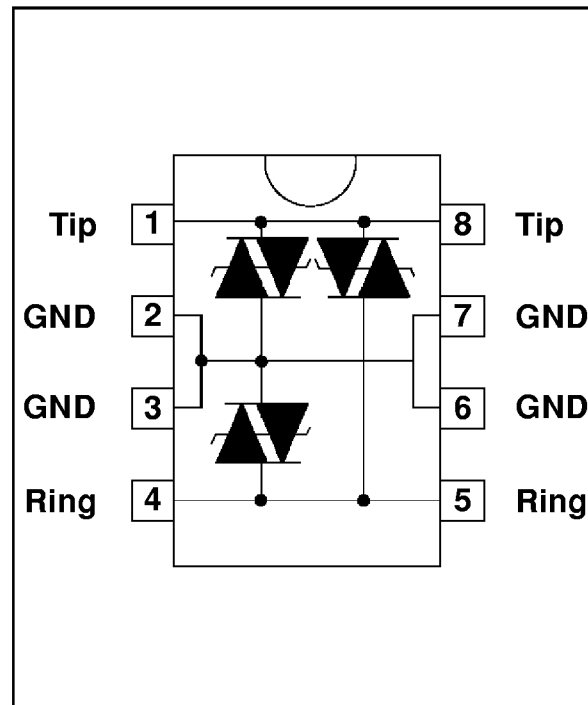 Tip 1 8 Tip
GND 2 7 GND
GND 3 6 GND
Ring 4 5 Ring